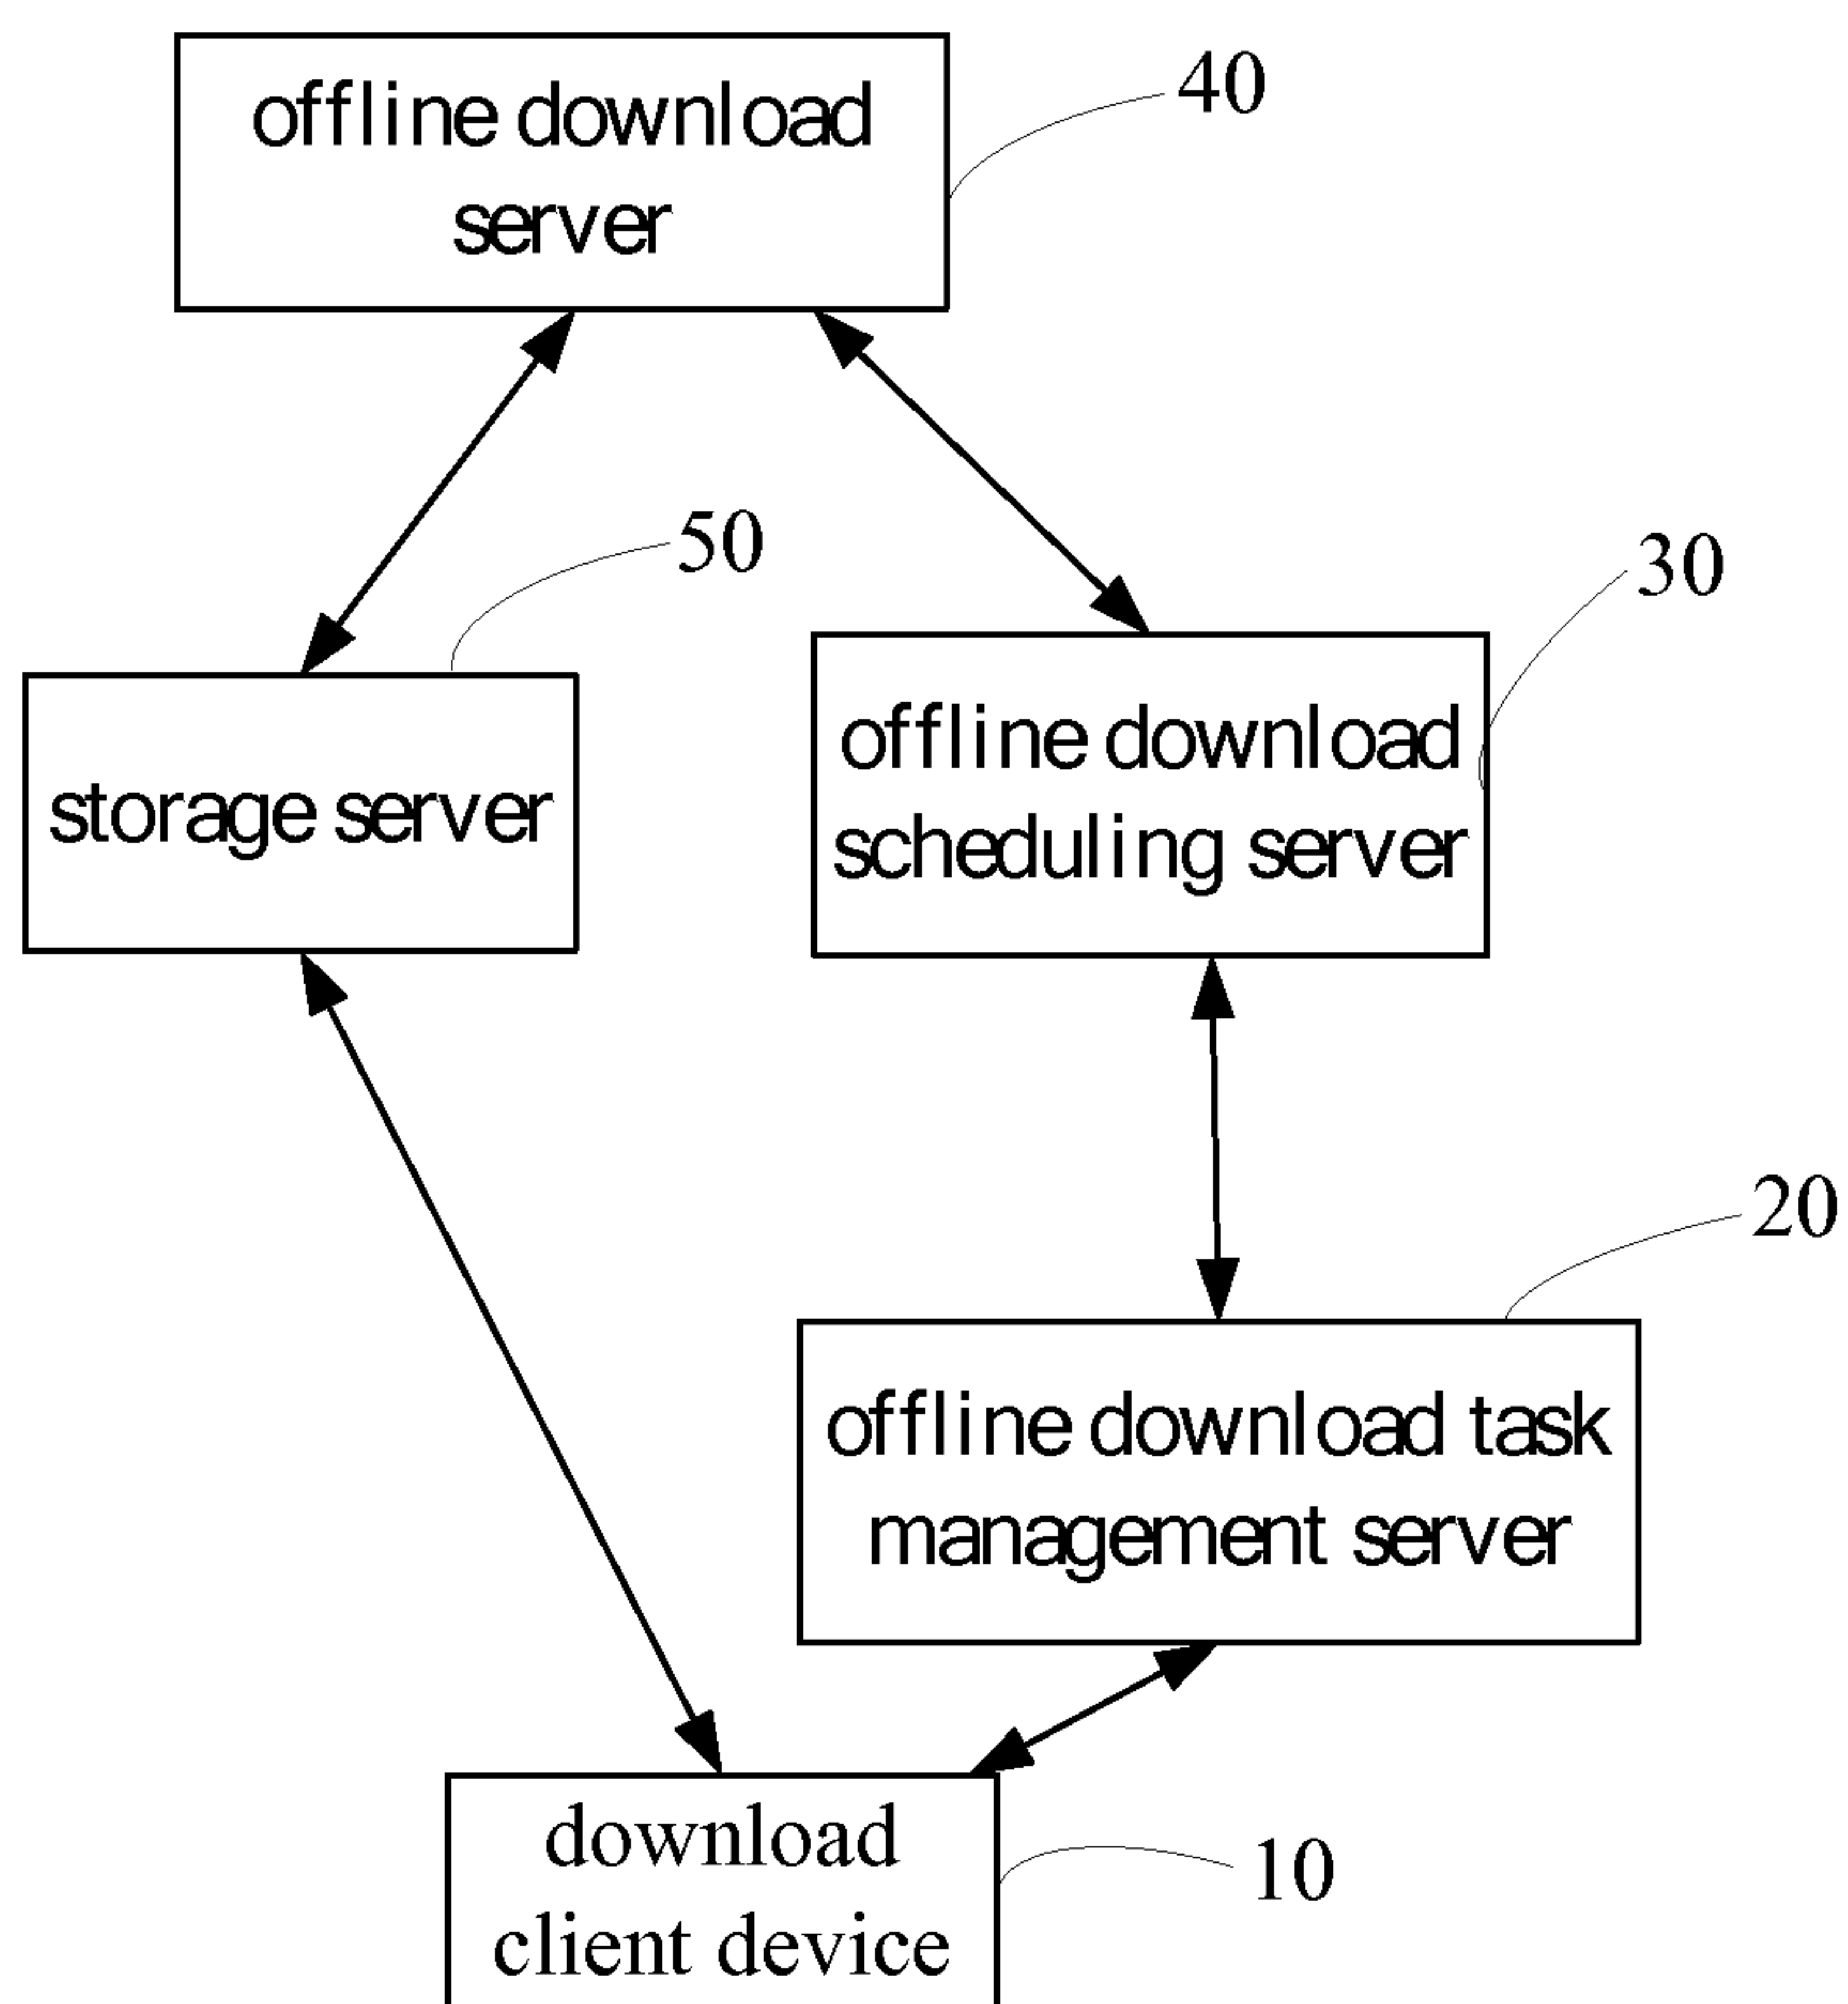 offline download
server
40
50
30
storage server
offline download
scheduling server
20
offline download task
management server
download
client device
10